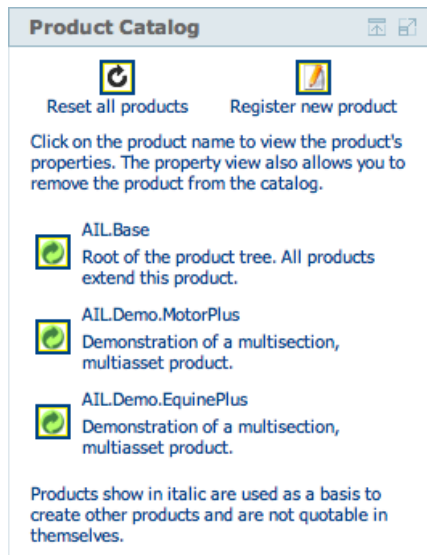 Product Catalog
Reset all products
Register new product
Click on the product name to view the product's
properties. The property view also allows you to
remove the product from the catalog.
AIL.Base
Root of the product tree. All products
extend this product.
AIL.Demo.MotorPlus
Demonstration of a multisection,
multiasset product.
AIL.Demo.EquinePlus
Demonstration of a multisection,
multiasset product.
Products show in italic are used as a basis to
create other products and are not quotable in
themselves.